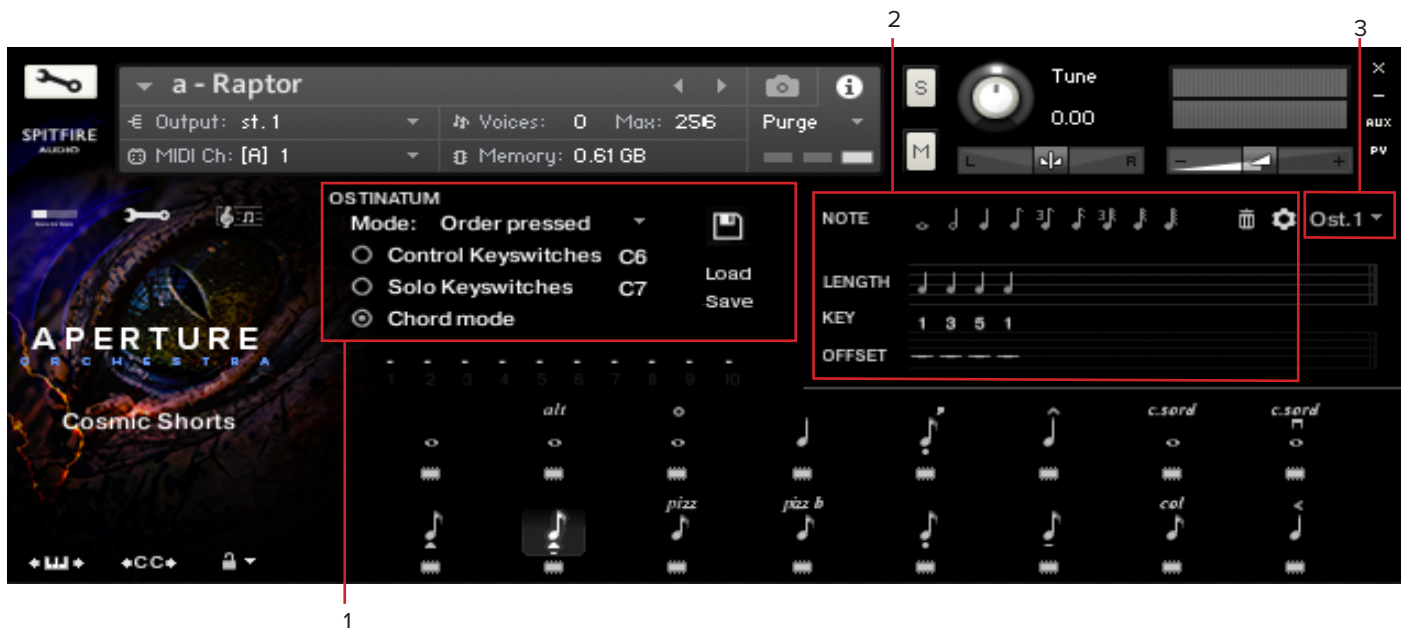 2
3
a - Raptor
S
Tune
0.00
×
–
AUX
PV
SPITFIRE
AUDIO
Output: st.1
Voices: 0 Max: 256
Purge
MIDI Ch: [A] 1
Memory: 0.61 GB
M
L
R
- +
OSTINATUM
Mode: Order pressed
Control Keyswitches C6
Solo Keyswitches C7
Chord mode
Load
Save
NOTE
3
3
Ost.1
LENGTH
KEY 1 3 5 1
OFFSET
APERTURE
ORCHESTRA
Cosmic Shorts
- - - - - - - - - -
1 2 3 4 5 6 7 8 9 10
alt
c.sord
c.sord
pizz
pizz b
col
CC
1